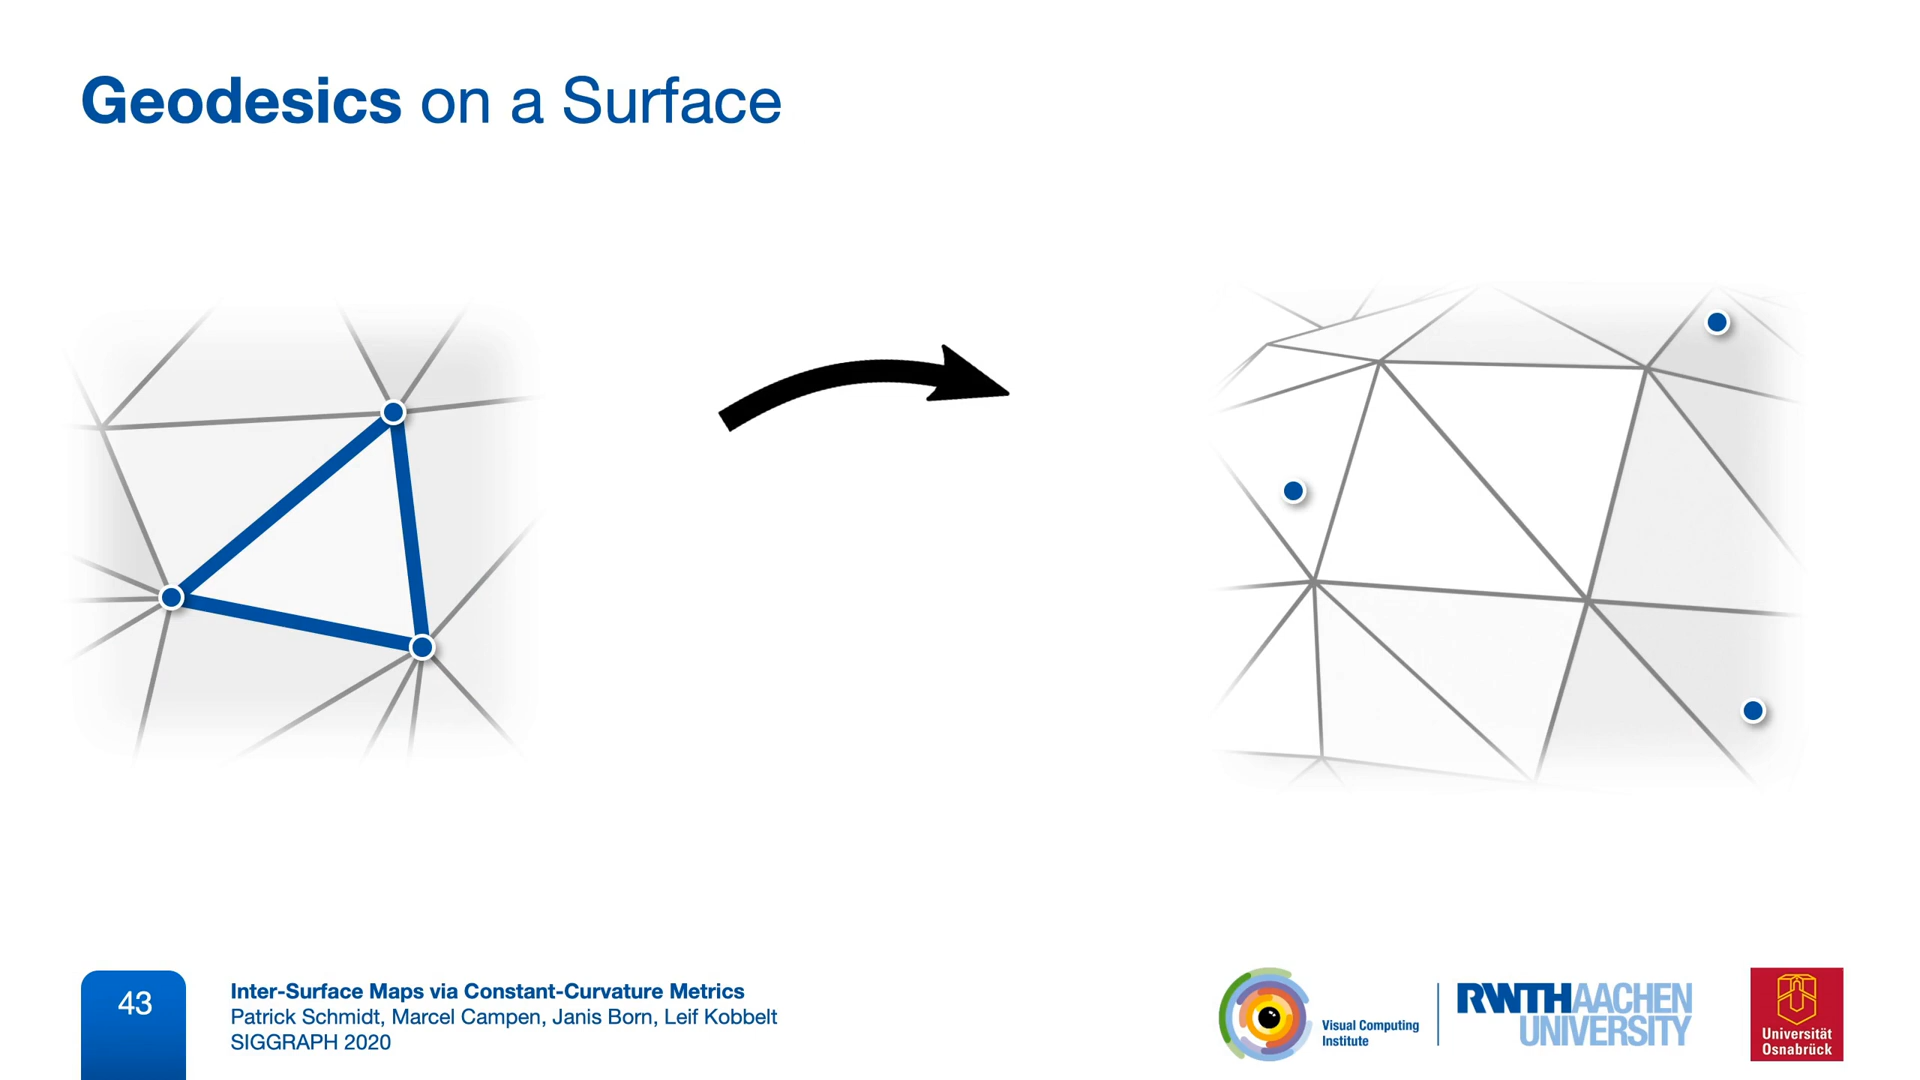 Geodesics on a Surface
43
Inter-Surface Maps via Constant-Curvature Metrics
Patrick Schmidt, Marcel Campen, Janis Born, Leif Kobbelt
SIGGRAPH 2020
Visual Computing
Institute
RWTHAACHEN
UNIVERSITY
Universität
Osnabrück